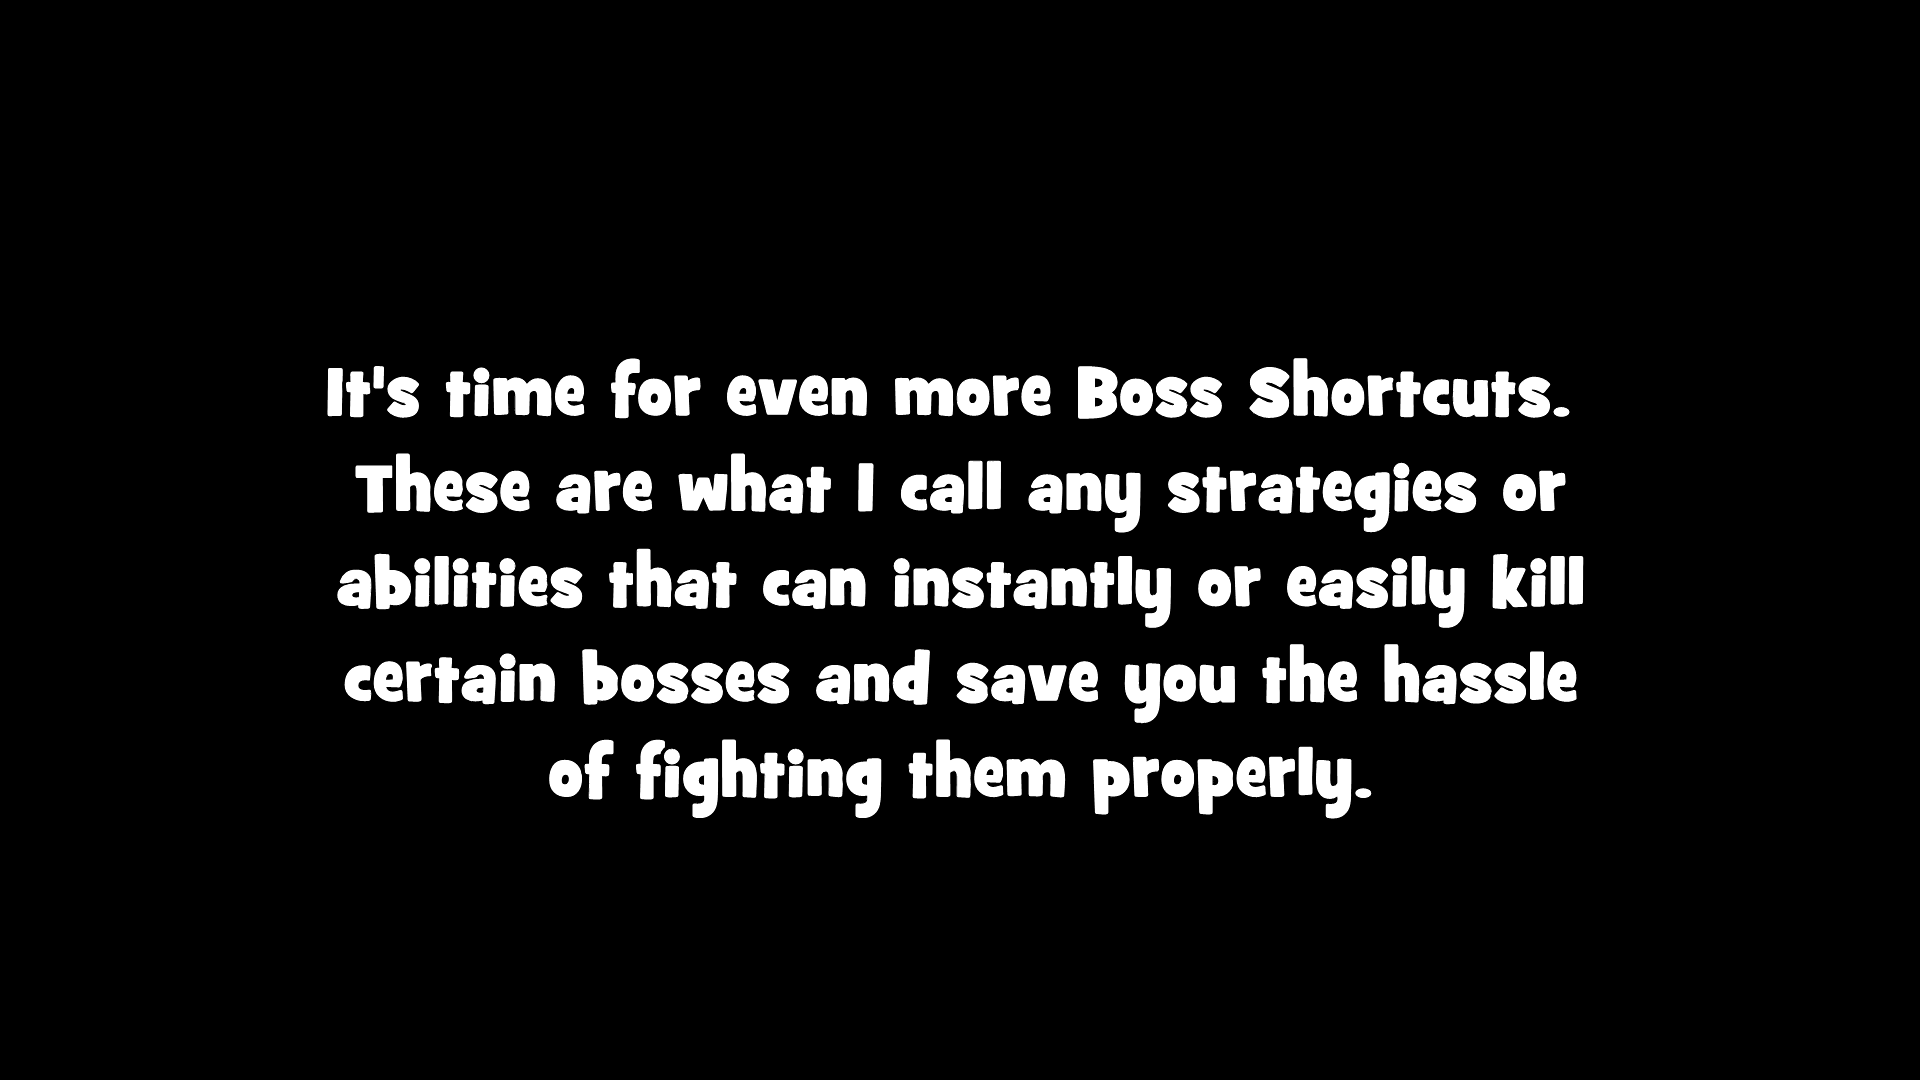 It's time for even more Boss Shortcuts.
These are what I call any strategies or
abilities that can instantly or easily kill
certain bosses and save you the hassle
of fighting them properly.